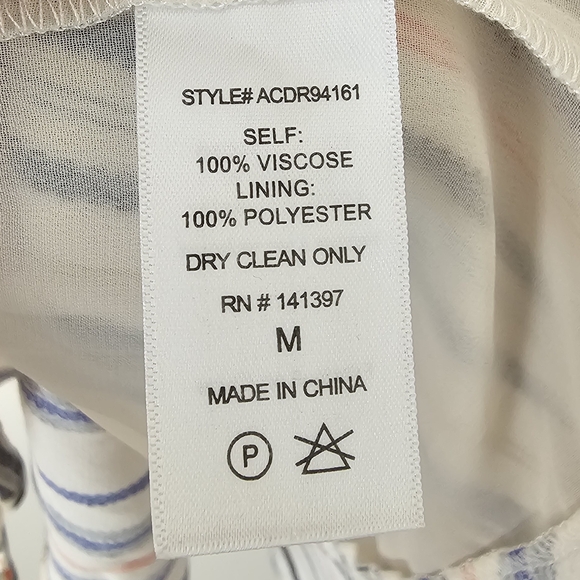 STYLE# ACDR94161
SELF:
100% VISCOSE
LINING:
100% POLYESTER
DRY CLEAN ONLY
RN # 141397
M
MADE IN CHINA
P